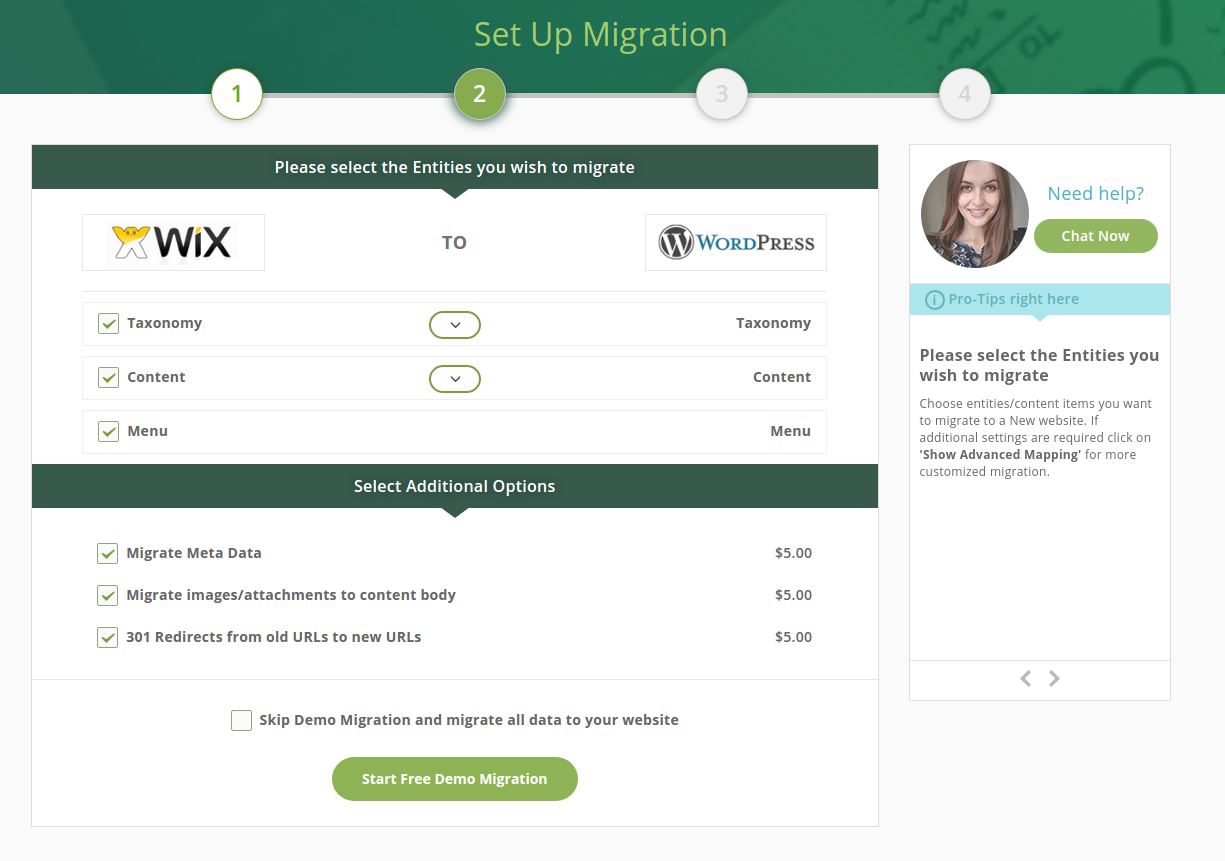 Set Up Migration
1 2 3 4
Please select the Entities you wish to migrate
WiX TO WORDPRESS
Taxonomy Taxonomy
Content Content
Menu Menu
Select Additional Options
Migrate Meta Data $5.00
Migrate images/attachments to content body $5.00
301 Redirects from old URLs to new URLs $5.00
Skip Demo Migration and migrate all data to your website
Start Free Demo Migration
Need help?
Chat Now
Pro-Tips right here
Please select the Entities you
wish to migrate
Choose entities/content items you want
to migrate to a New website. If
additional settings are required click on
'Show Advanced Mapping' for more
customized migration.